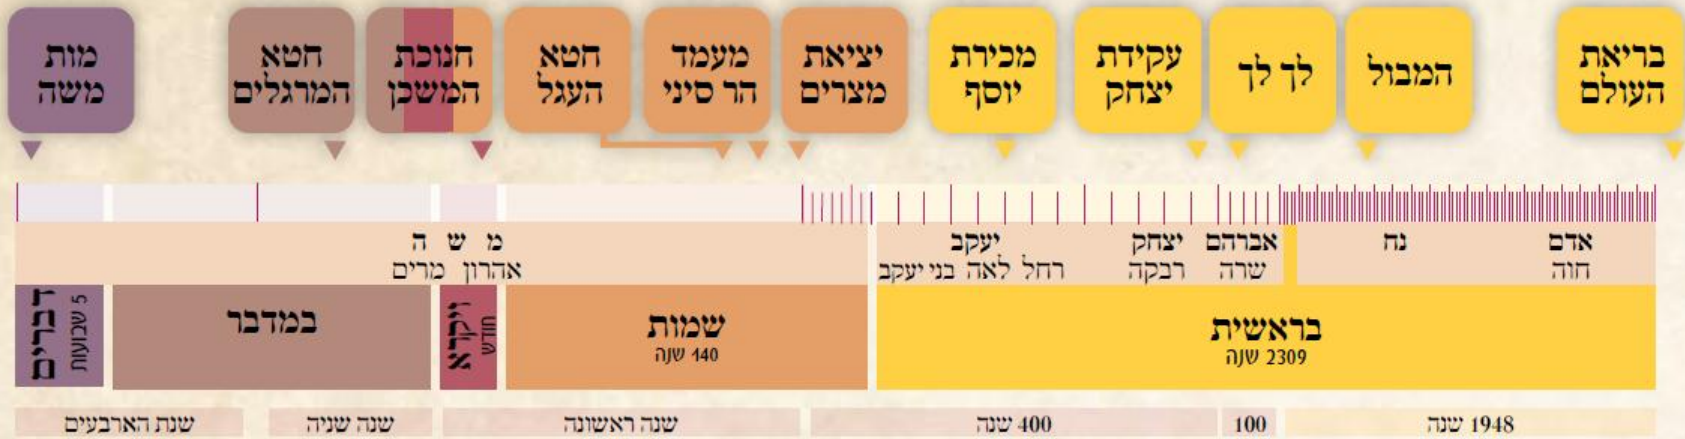 בריאת
העולם
המבול
לך לך
עקידת
יצחק
מכירת
יוסף
יציאת
מצרים
מעמד
הר סיני
חטא
העגל
חנוכת
המשכן
חטא
המרגלים
מות
משה
אדם
חוה
נח
אברהם
שרה
יצחק
רבקה
יעקב
רחל לאה בני יעקב
מ ש ה
אהרון מרים
בראשית
2309 שנה
שמות
140 שנה
ויקרא
חודש
במדבר
דברים
5 שבועות
1948 שנה
100
400 שנה
שנה ראשונה
שנה שניה
שנת הארבעים